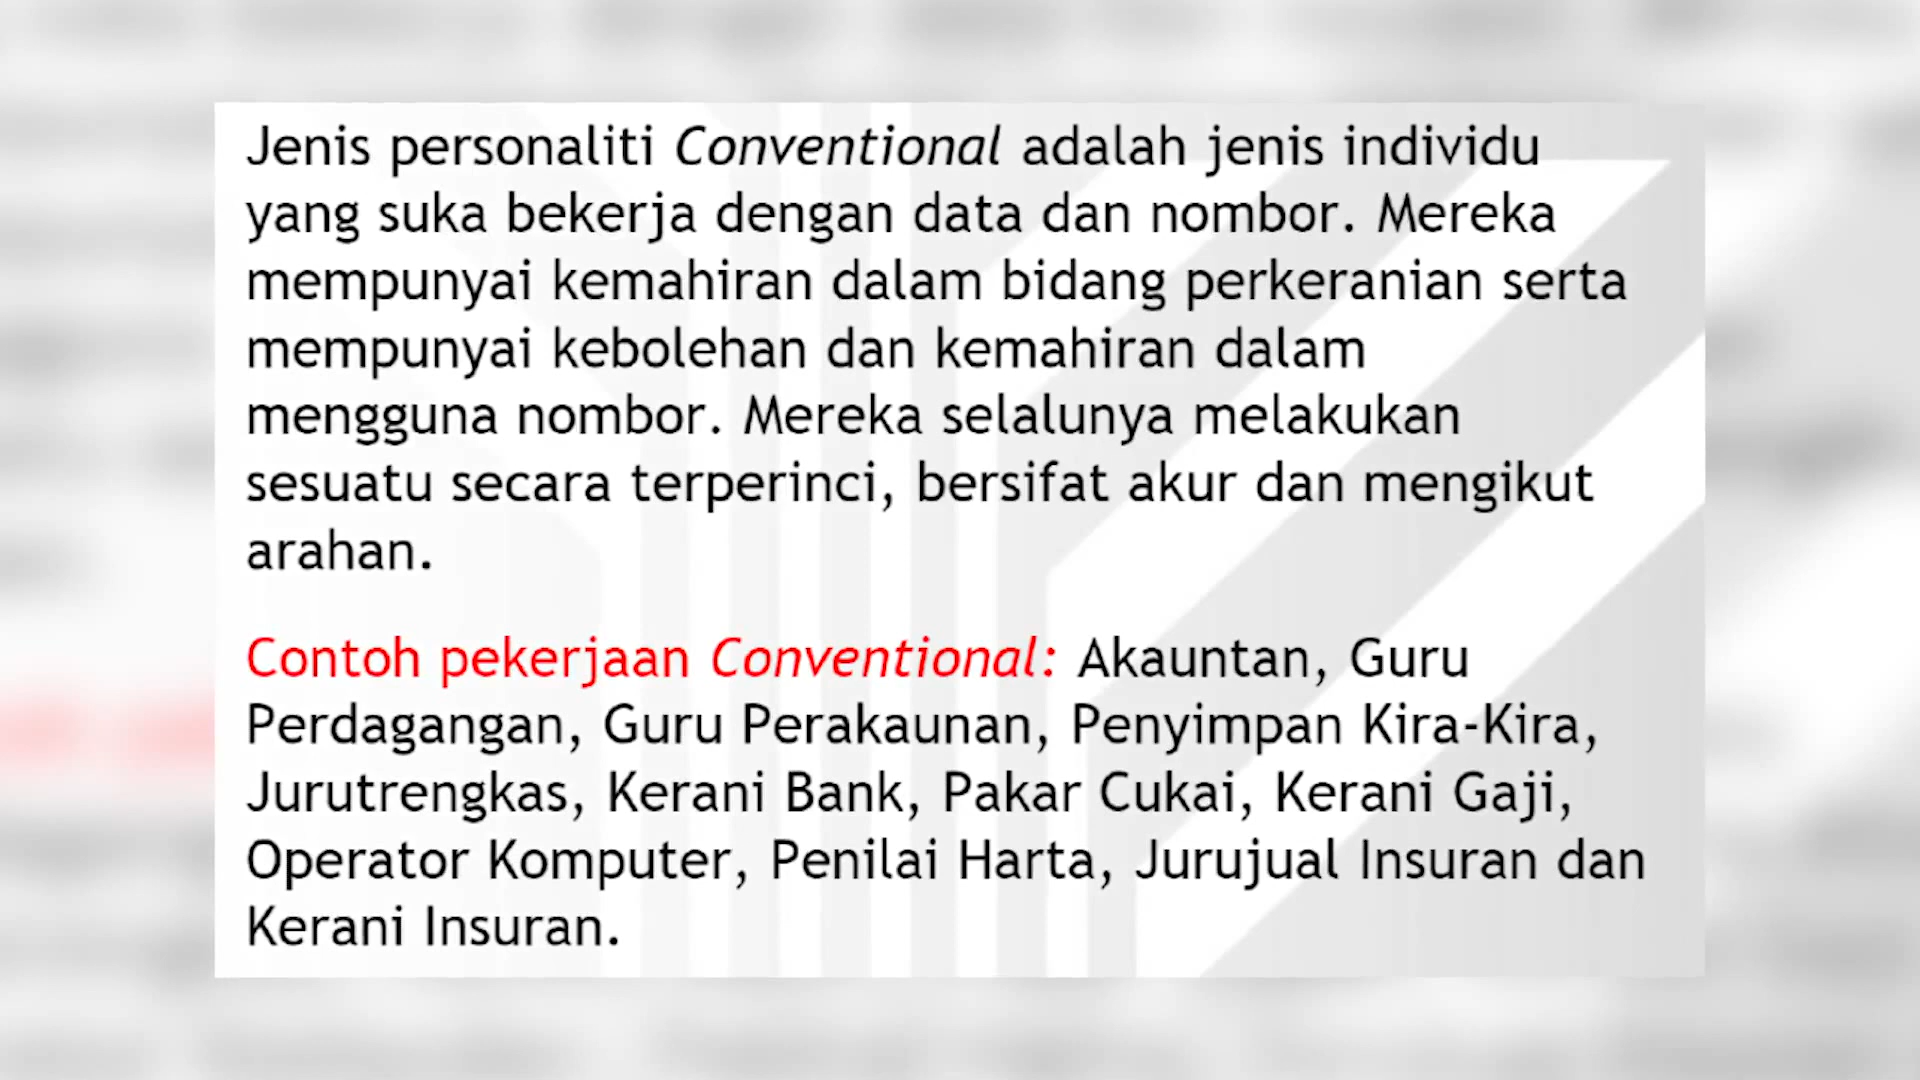 Jenis personaliti Conventional adalah jenis individu
yang suka bekerja dengan data dan nombor. Mereka
mempunyai kemahiran dalam bidang perkeranian serta
mempunyai kebolehan dan kemahiran dalam
mengguna nombor. Mereka selalunya melakukan
sesuatu secara terperinci, bersifat akur dan mengikut
arahan.
Contoh pekerjaan Conventional: Akauntan, Guru
Perdagangan, Guru Perakaunan, Penyimpan Kira-Kira,
Jurutrengkas, Kerani Bank, Pakar Cukai, Kerani Gaji,
Operator Komputer, Penilai Harta, Jurujual Insuran dan
Kerani Insuran.